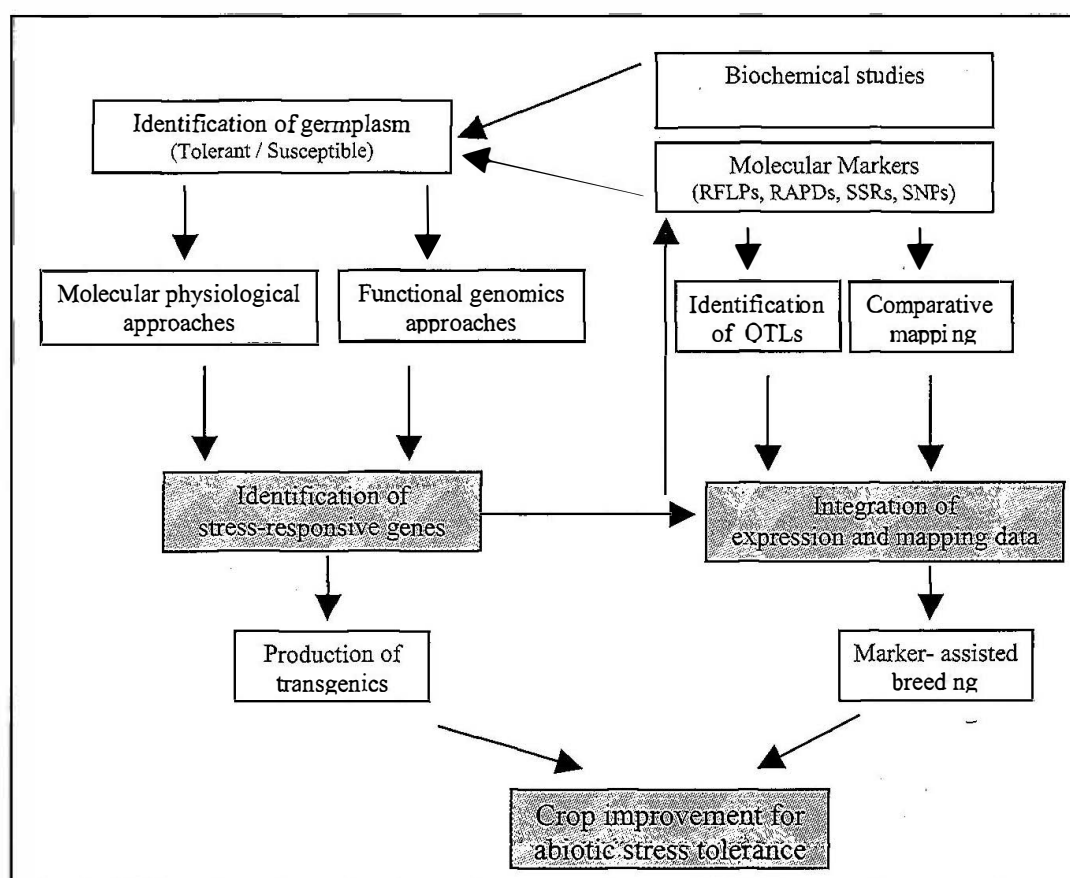 Biochemical studies
Identification of germplasm
(Tolerant / Susceptible)
Molecular Markers
(RFLPs, RAPDs, SSRs, SNPs)
Molecular physiological
approaches
Functional genomics
approaches
Identification
of QTLs
Comparative
mapping
Identification of
stress-responsive genes
Integration of
expression and mapping data
Production of
transgenics
Marker- assisted
breed ng
Crop improvement for
abiotic stress tolerance